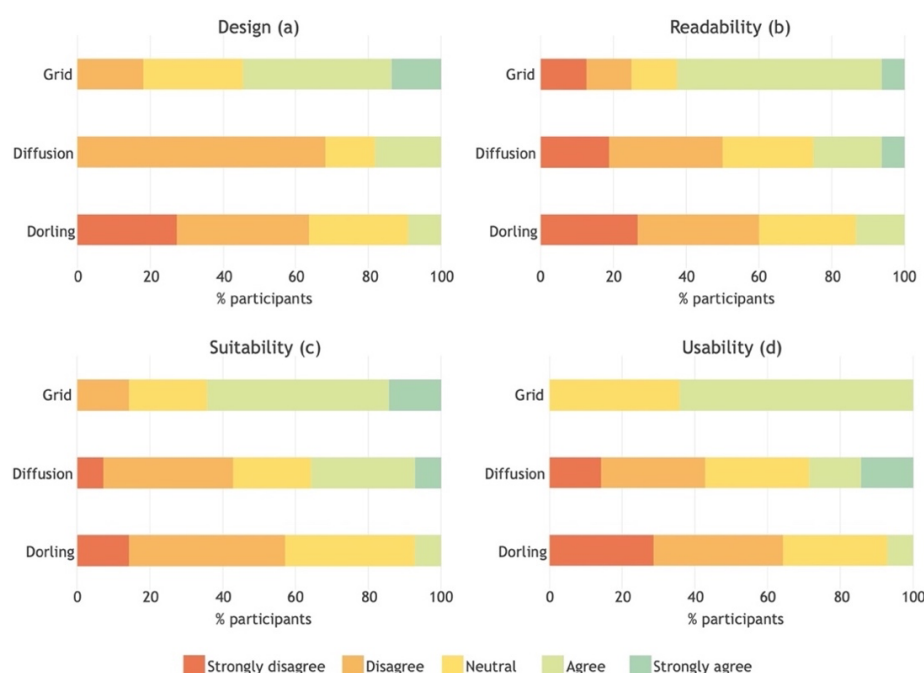 Design (a)
Grid
Diffusion
Dorling
0 20 40 60 80 100
% participants
Readability (b)
Grid
Diffusion
Dorling
0 20 40 60 80 100
% participants
Suitability (c)
Grid
Diffusion
Dorling
0 20 40 60 80 100
% participants
Usability (d)
Grid
Diffusion
Dorling
0 20 40 60 80 100
% participants
Strongly disagree Disagree Neutral Agree Strongly agree